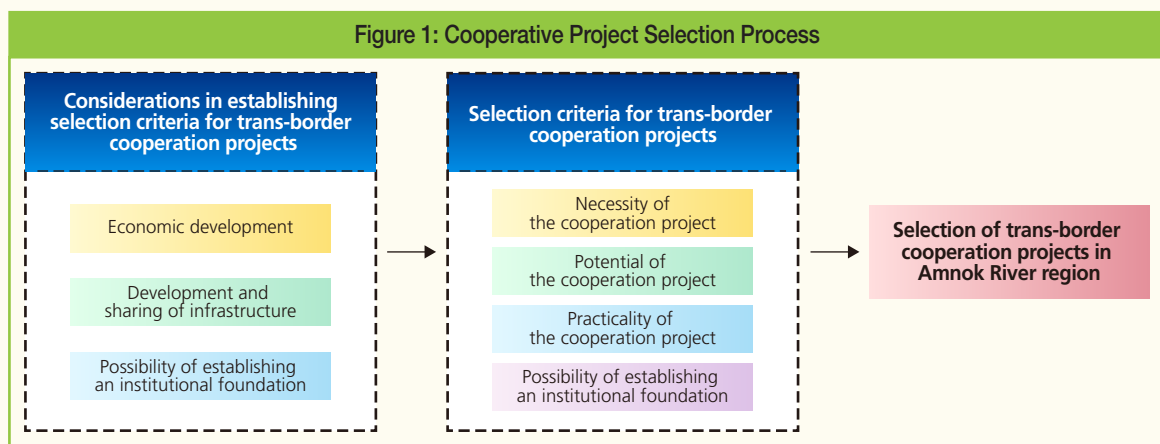 Figure 1: Cooperative Project Selection Process
Considerations in establishing
selection criteria for trans-border
cooperation projects
Economic development
Development and
sharing of infrastructure
Possibility of establishing
an institutional foundation
Selection criteria for trans-border
cooperation projects
Necessity of
the cooperation project
Potential of
the cooperation project
Practicality of
the cooperation project
Possibility of establishing
an institutional foundation
Selection of trans-border
cooperation projects in
Amnok River region